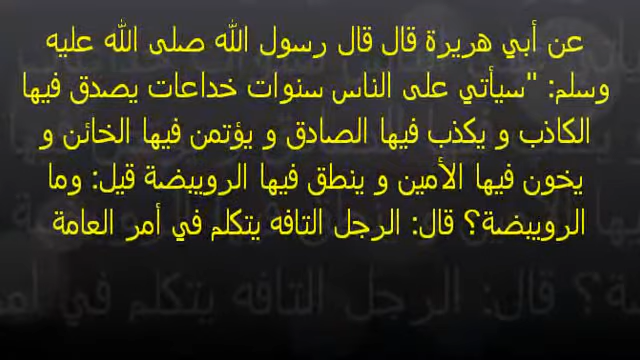 عن أبي هريرة قال قال رسول الله صلى الله عليه
وسلم: "سيأتي على الناس سنوات خداعات يصدق فيها
الكاذب و يكذب فيها الصادق و يؤتمن فيها الخائن و
يخون فيها الأمين و ينطق فيها الرويبضة قيل: وما
الرويبضة؟ قال: الرجل التافه يتكلم في أمر العامة